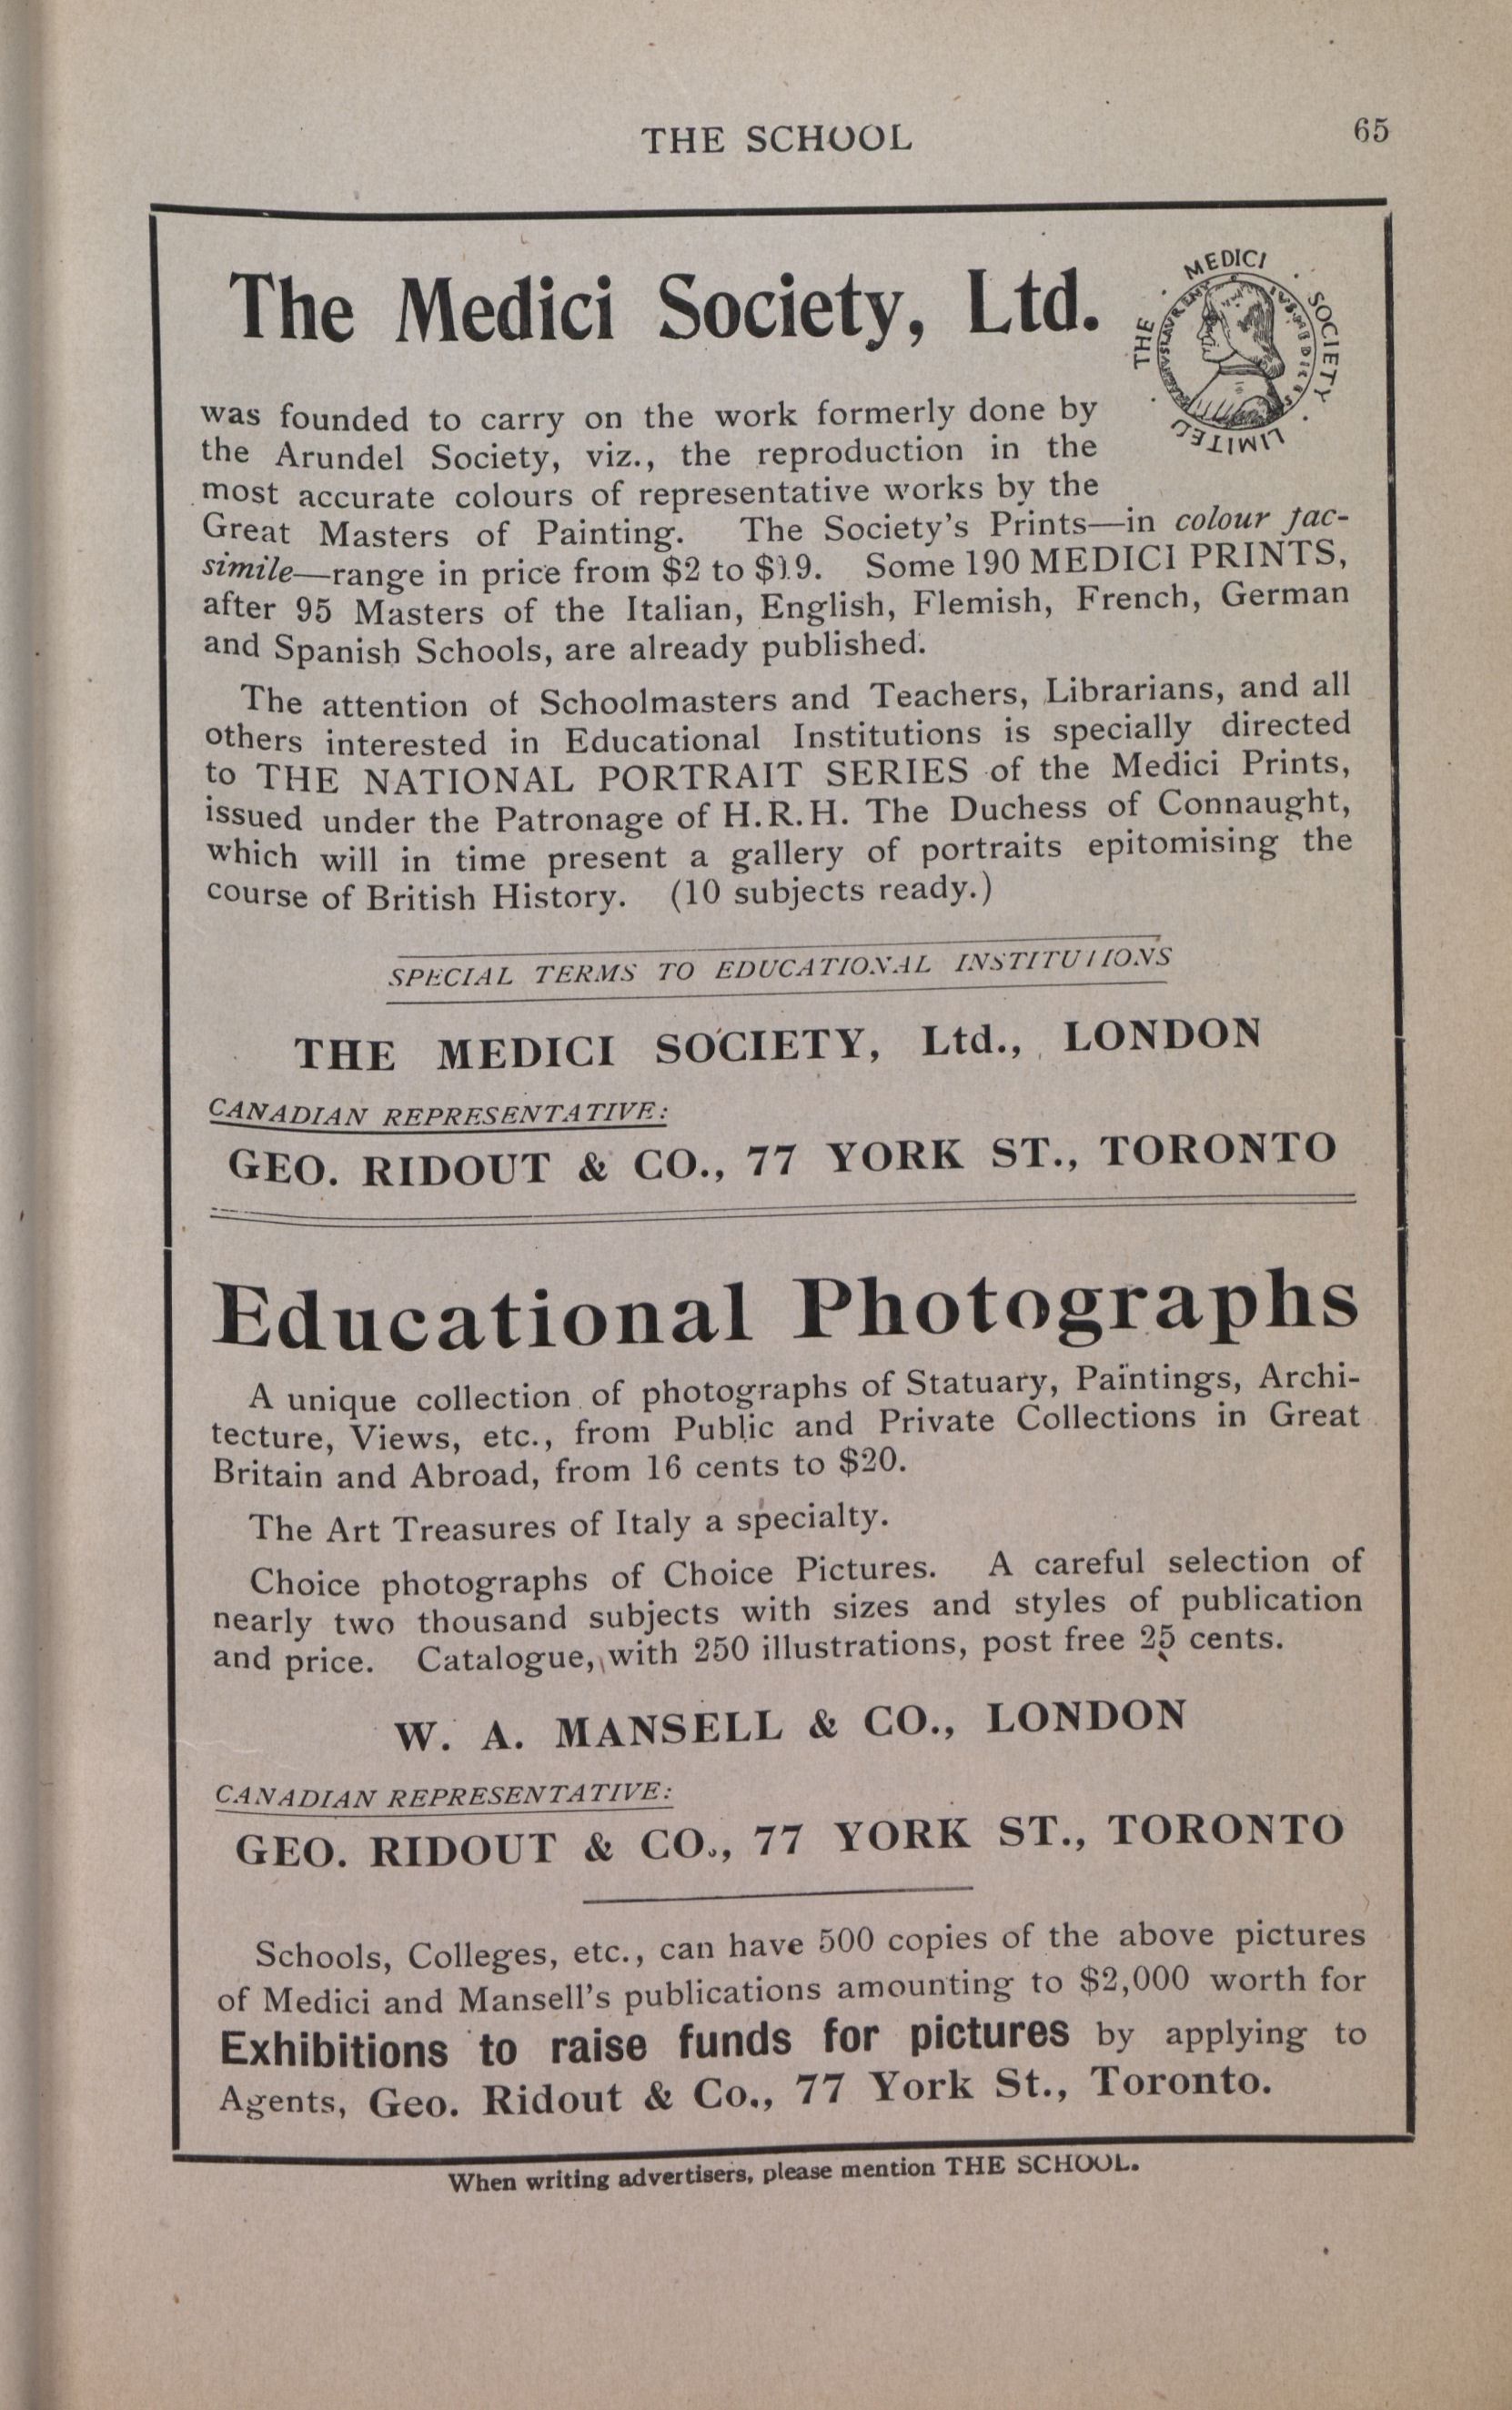 THE SCHOOL
65
The Medici Society, Ltd.
THE MEDICI SOCIETY LIMITED
was founded to carry on the work formerly done by
the Arundel Society, viz., the reproduction in the
most accurate colours of representative works by the
Great Masters of Painting. The Society's Prints—in colour fac-
simile—range in price from $2 to $19. Some 190 MEDICI PRINTS,
after 95 Masters of the Italian, English, Flemish, French, German
and Spanish Schools, are already published.
The attention of Schoolmasters and Teachers, Librarians, and all
others interested in Educational Institutions is specially directed
to THE NATIONAL PORTRAIT SERIES of the Medici Prints,
issued under the Patronage of H.R.H. The Duchess of Connaught,
which will in time present a gallery of portraits epitomising the
course of British History. (10 subjects ready.)
SPECIAL TERMS TO EDUCATIONAL INSTITUTIONS
THE MEDICI SOCIETY, Ltd., LONDON
CANADIAN REPRESENTATIVE:
GEO. RIDOUT & CO., 77 YORK ST., TORONTO
Educational Photographs
A unique collection of photographs of Statuary, Paintings, Archi-
tecture, Views, etc., from Public and Private Collections in Great
Britain and Abroad, from 16 cents to $20.
The Art Treasures of Italy a specialty.
Choice photographs of Choice Pictures. A careful selection of
nearly two thousand subjects with sizes and styles of publication
and price. Catalogue, with 250 illustrations, post free 25 cents.
W. A. MANSELL & CO., LONDON
CANADIAN REPRESENTATIVE:
GEO. RIDOUT & CO., 77 YORK ST., TORONTO
Schools, Colleges, etc., can have 500 copies of the above pictures
of Medici and Mansell's publications amounting to $2,000 worth for
Exhibitions to raise funds for pictures by applying to
Agents, Geo. Ridout & Co., 77 York St., Toronto.
When writing advertisers, please mention THE SCHOOL.